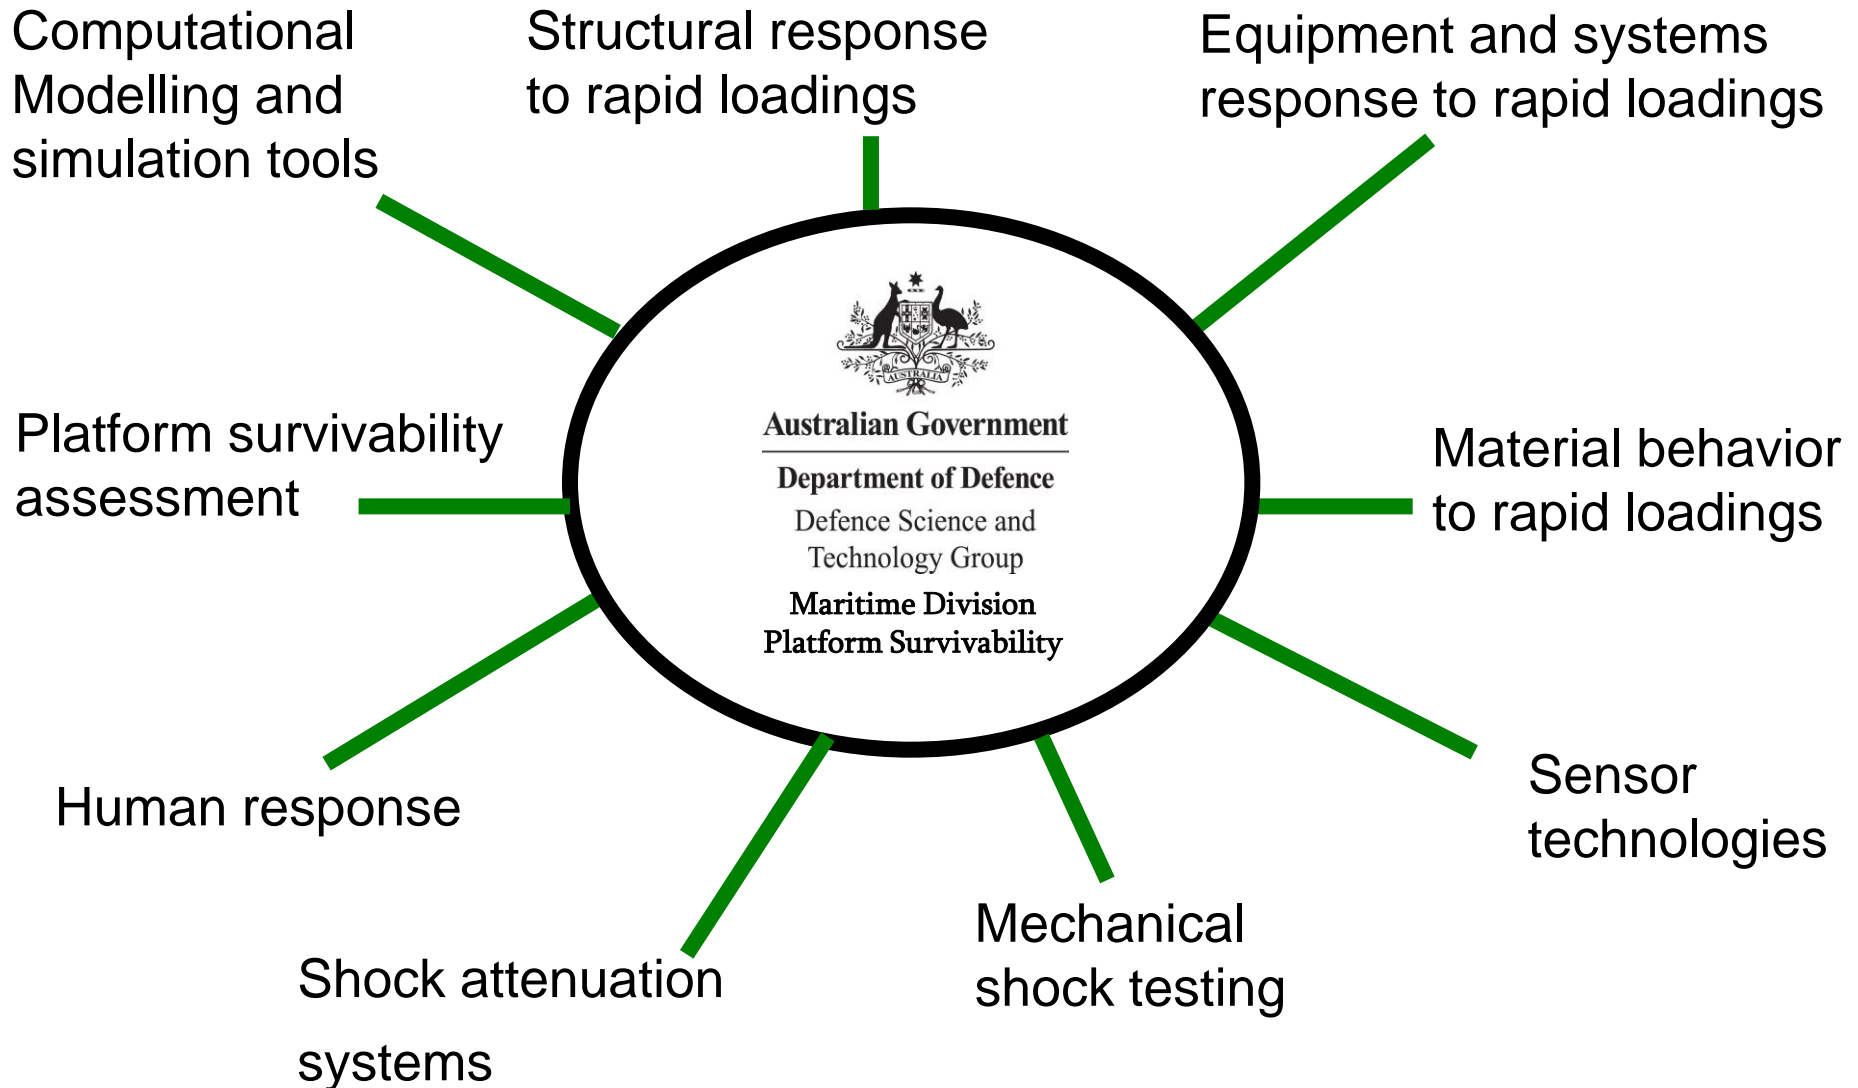 Computational
Modelling and
simulation tools
Structural response
to rapid loadings
Equipment and systems
response to rapid loadings
AUSTRALIA
Australian Government
Department of Defence
Defence Science and
Technology Group
Maritime Division
Platform Survivability
Platform survivability
assessment
Material behavior
to rapid loadings
Human response
Sensor
technologies
Shock attenuation
systems
Mechanical
shock testing